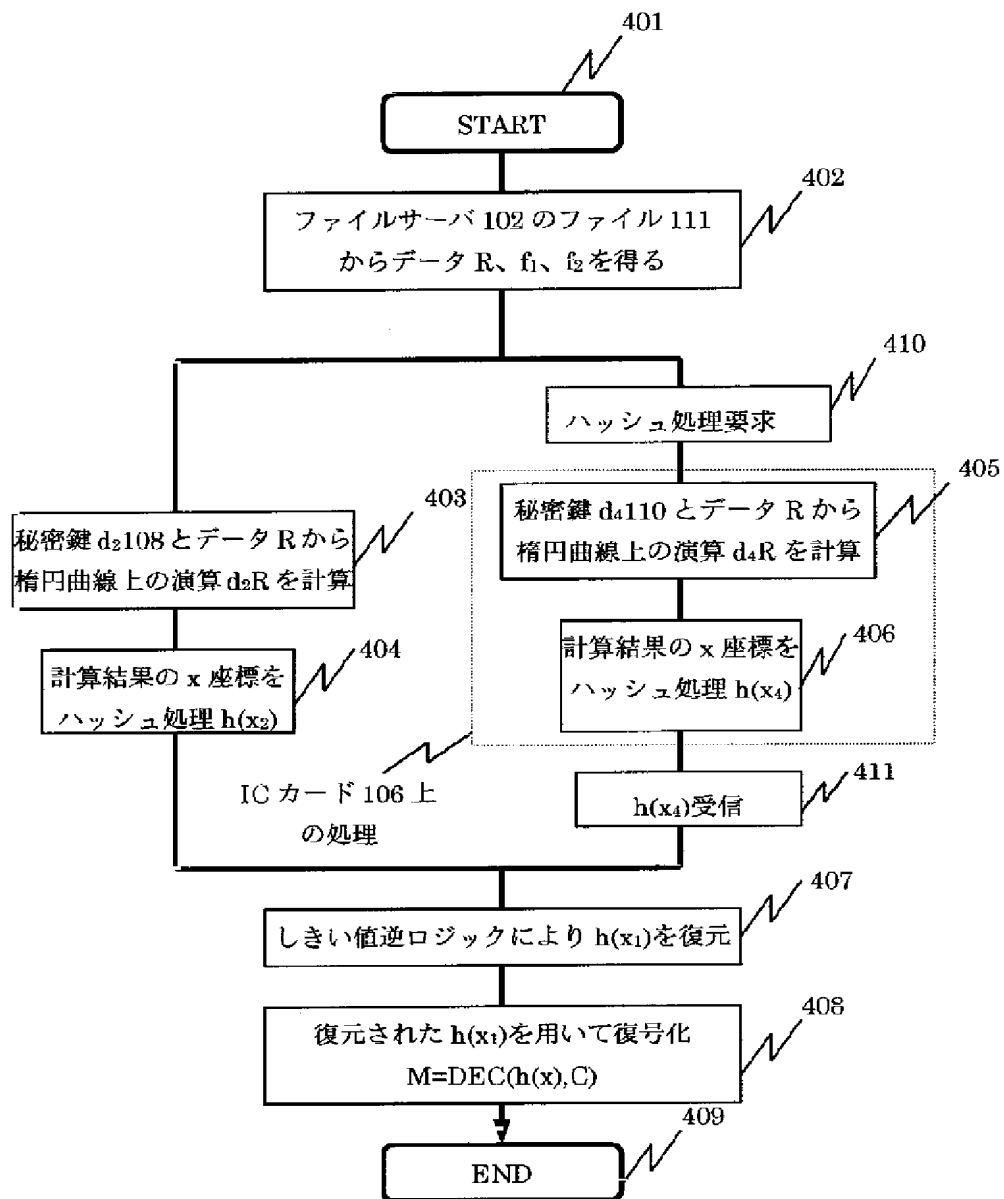 401
START
402
ファイルサーバ 102 のファイル 111
からデータ R、f₁、f₂を得る
410
ハッシュ処理要求
405
403
秘密鍵 d₂108 とデータ R から
楕円曲線上の演算 d₂R を計算
秘密鍵 d₄110 とデータ R から
楕円曲線上の演算 d₄R を計算
404
計算結果の x 座標を
ハッシュ処理 h(x₂)
406
計算結果の x 座標を
ハッシュ処理 h(x₄)
IC カード 106 上
の処理
411
h(x₄)受信
407
しきい値逆ロジックにより h(x₁)を復元
408
復元された h(x₁)を用いて復号化
M=DEC(h(x),C)
409
END